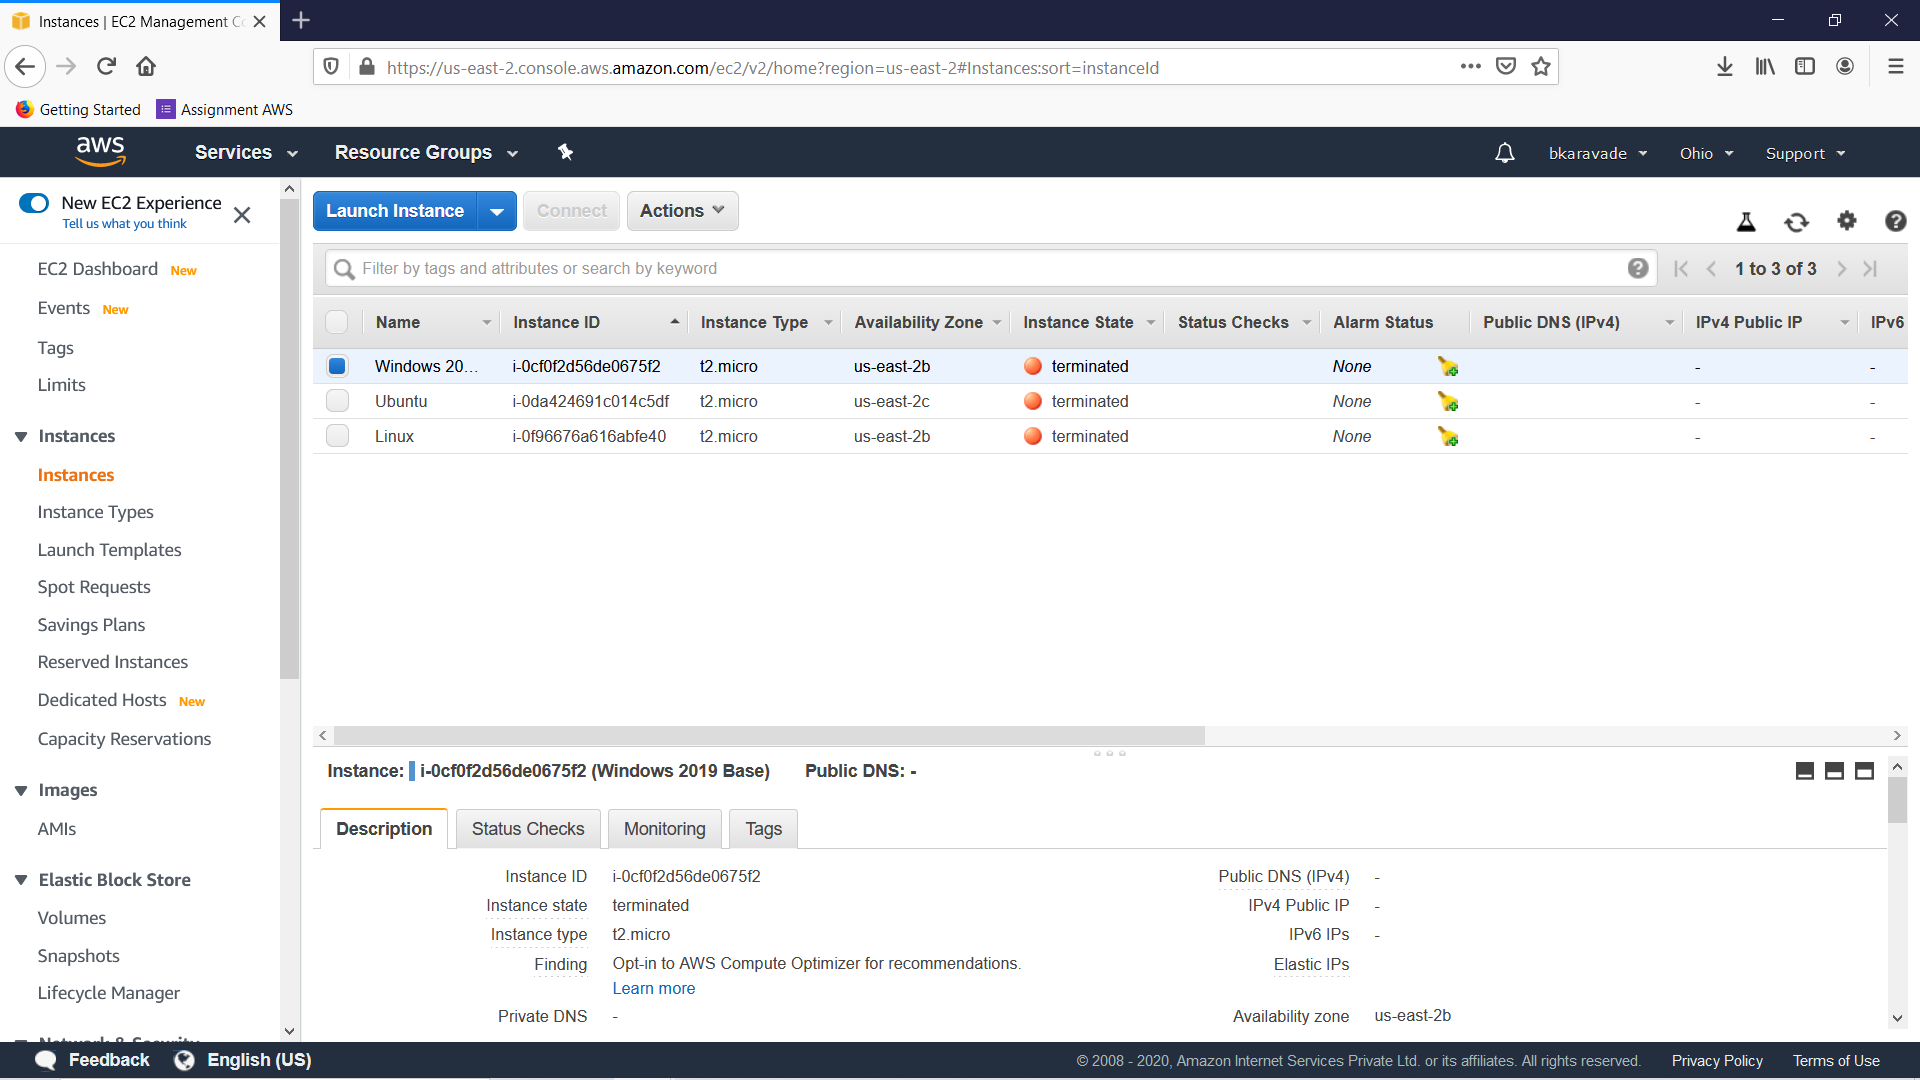 Instances | EC2 Management Co
https://us-east-2.console.aws.amazon.com/ec2/v2/home?region=us-east-2#Instances:sort=instanceId
Getting Started Assignment AWS
aws Services Resource Groups bkaravade Ohio Support
New EC2 Experience
Tell us what you think
EC2 Dashboard New
Events New
Tags
Limits
Instances
Instances
Instance Types
Launch Templates
Spot Requests
Savings Plans
Reserved Instances
Dedicated Hosts New
Capacity Reservations
Images
AMIs
Elastic Block Store
Volumes
Snapshots
Lifecycle Manager
Network & Security
Launch Instance Connect Actions
Filter by tags and attributes or search by keyword 1 to 3 of 3
Name Instance ID Instance Type Availability Zone Instance State Status Checks Alarm Status Public DNS (IPv4) IPv4 Public IP IPv6
Windows 20... i-0cf0f2d56de0675f2 t2.micro us-east-2b terminated None - -
Ubuntu i-0da424691c014c5df t2.micro us-east-2c terminated None - -
Linux i-0f96676a616abfe40 t2.micro us-east-2b terminated None - -
Instance: i-0cf0f2d56de0675f2 (Windows 2019 Base) Public DNS: -
Description Status Checks Monitoring Tags
Instance ID i-0cf0f2d56de0675f2 Public DNS (IPv4) -
Instance state terminated IPv4 Public IP -
Instance type t2.micro IPv6 IPs -
Finding Opt-in to AWS Compute Optimizer for recommendations. Elastic IPs
Learn more
Private DNS - Availability zone us-east-2b
Feedback English (US) © 2008 - 2020, Amazon Internet Services Private Ltd. or its affiliates. All rights reserved. Privacy Policy Terms of Use